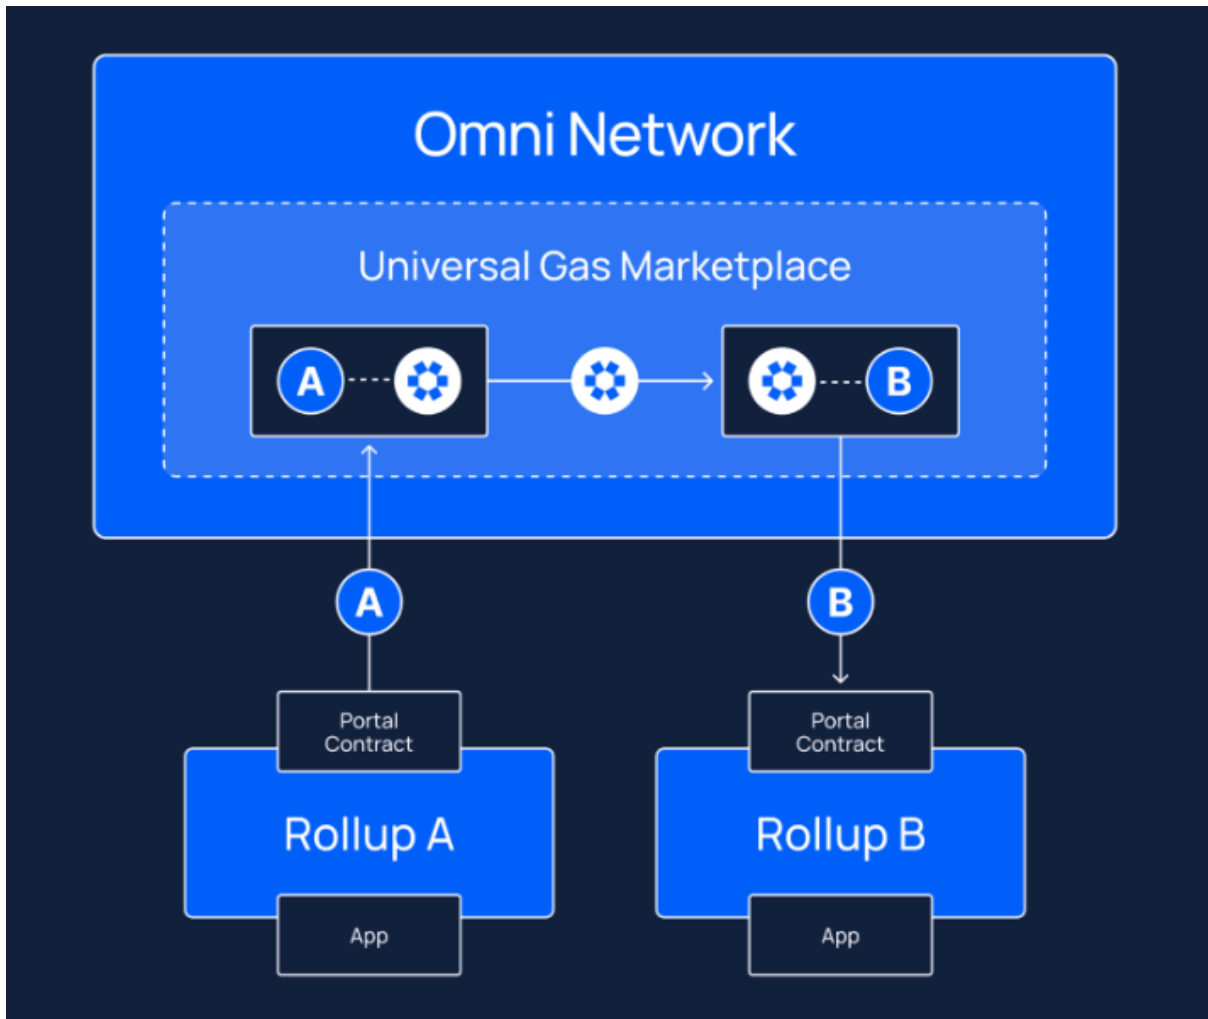 Omni Network
Universal Gas Marketplace
A
B
A
B
Portal
Contract
Portal
Contract
Rollup A
Rollup B
App
App